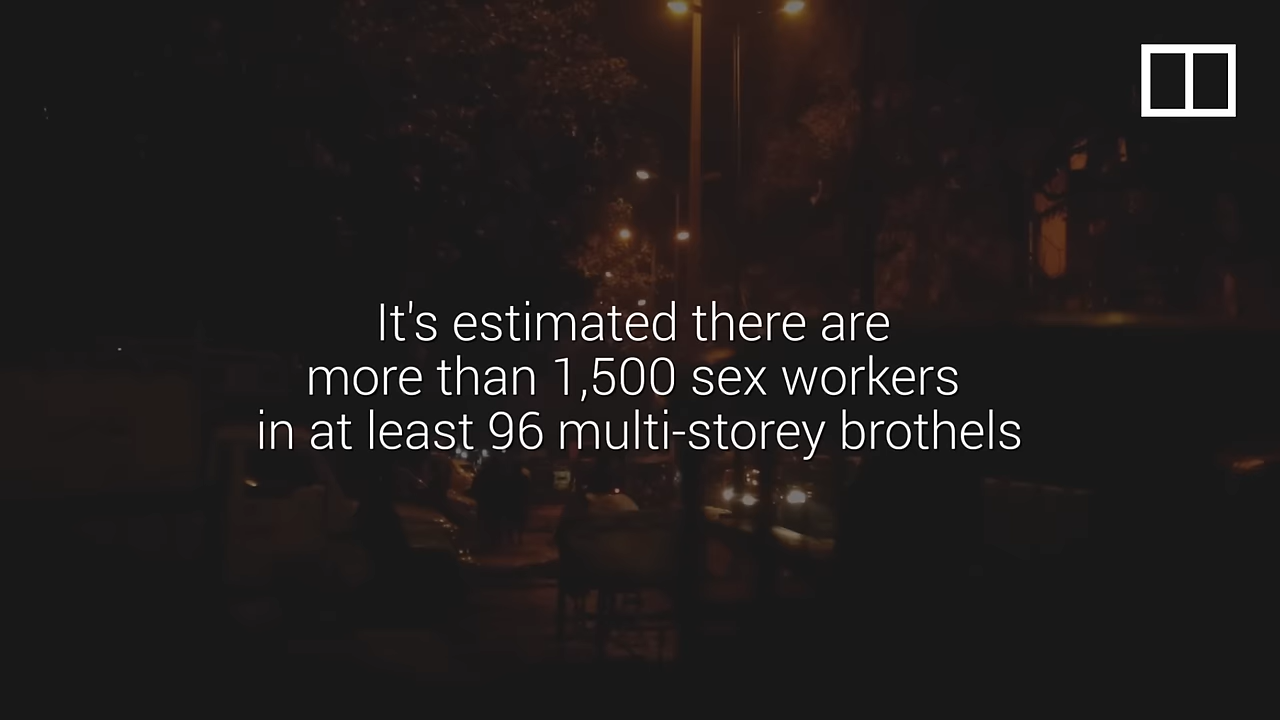 It's estimated there are
more than 1,500 sex workers
in at least 96 multi-storey brothels